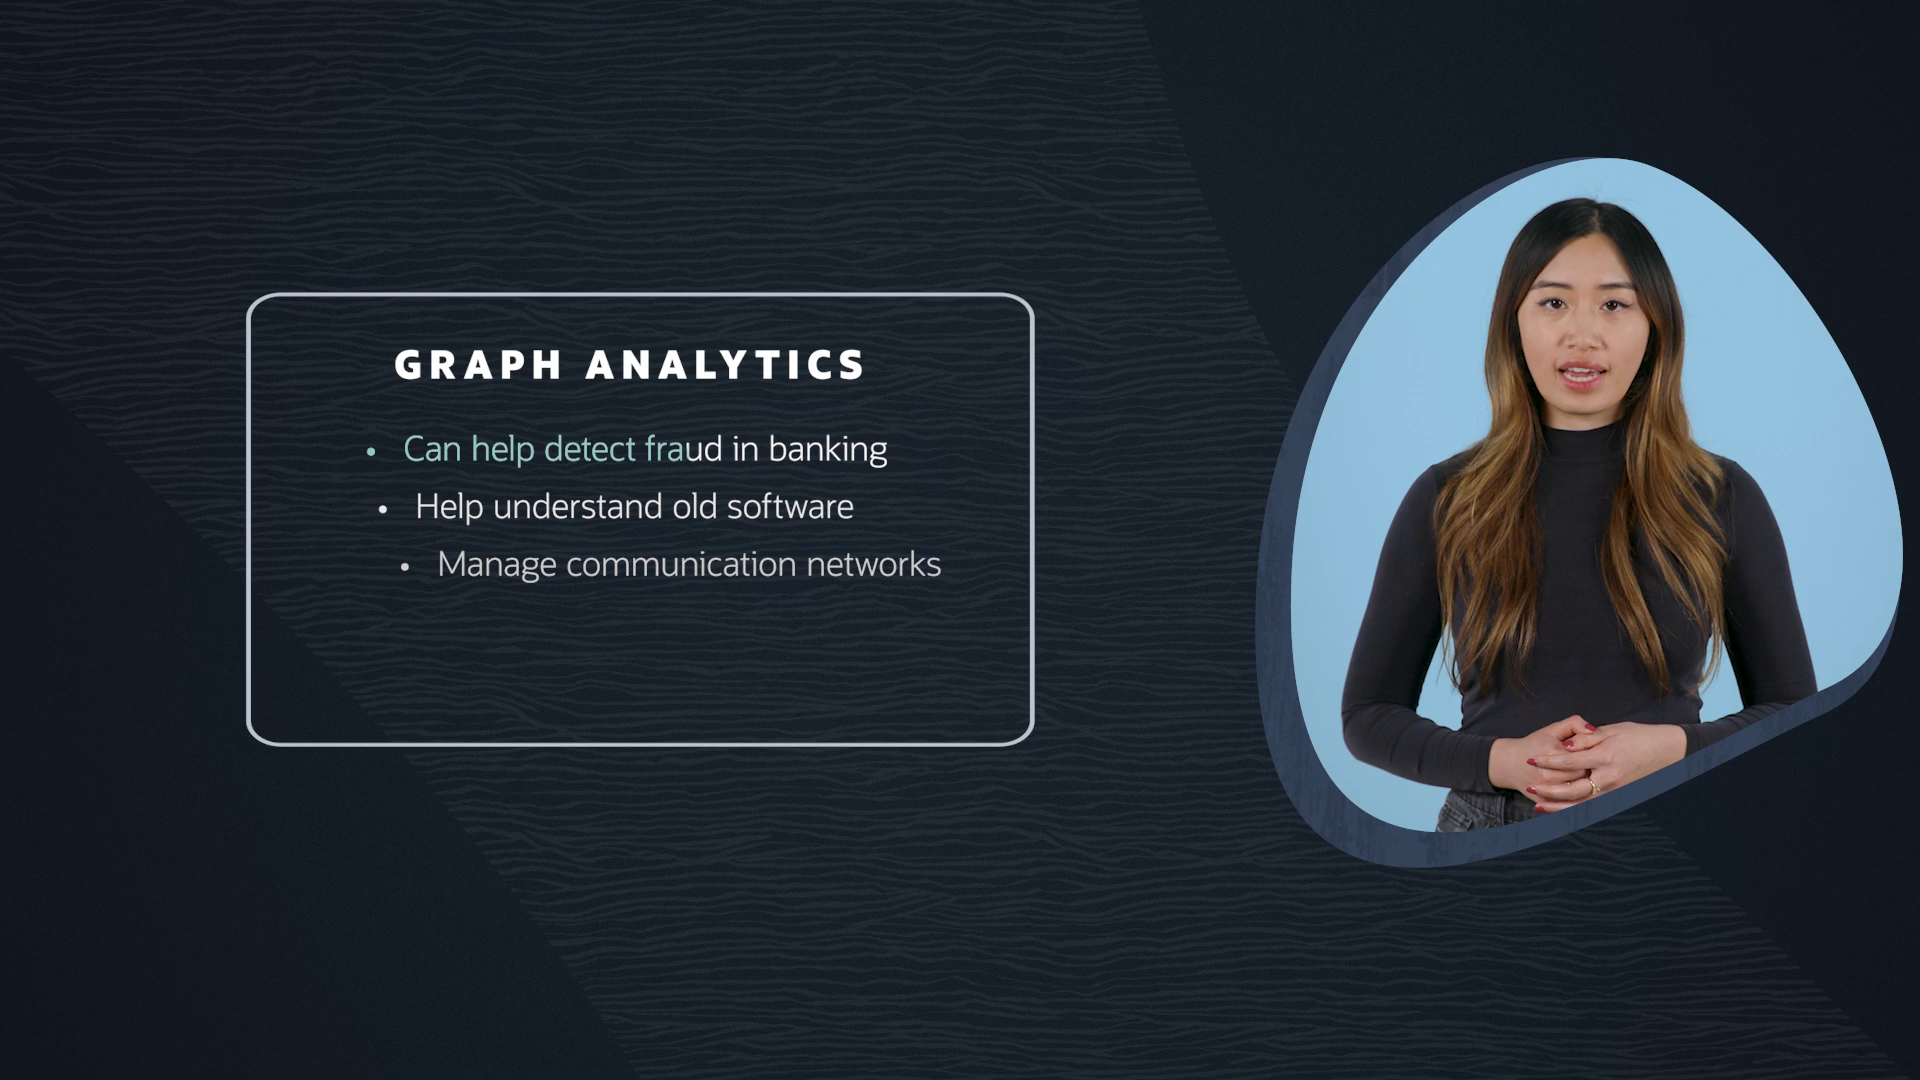 GRAPH ANALYTICS
• Can help detect fraud in banking
• Help understand old software
• Manage communication networks